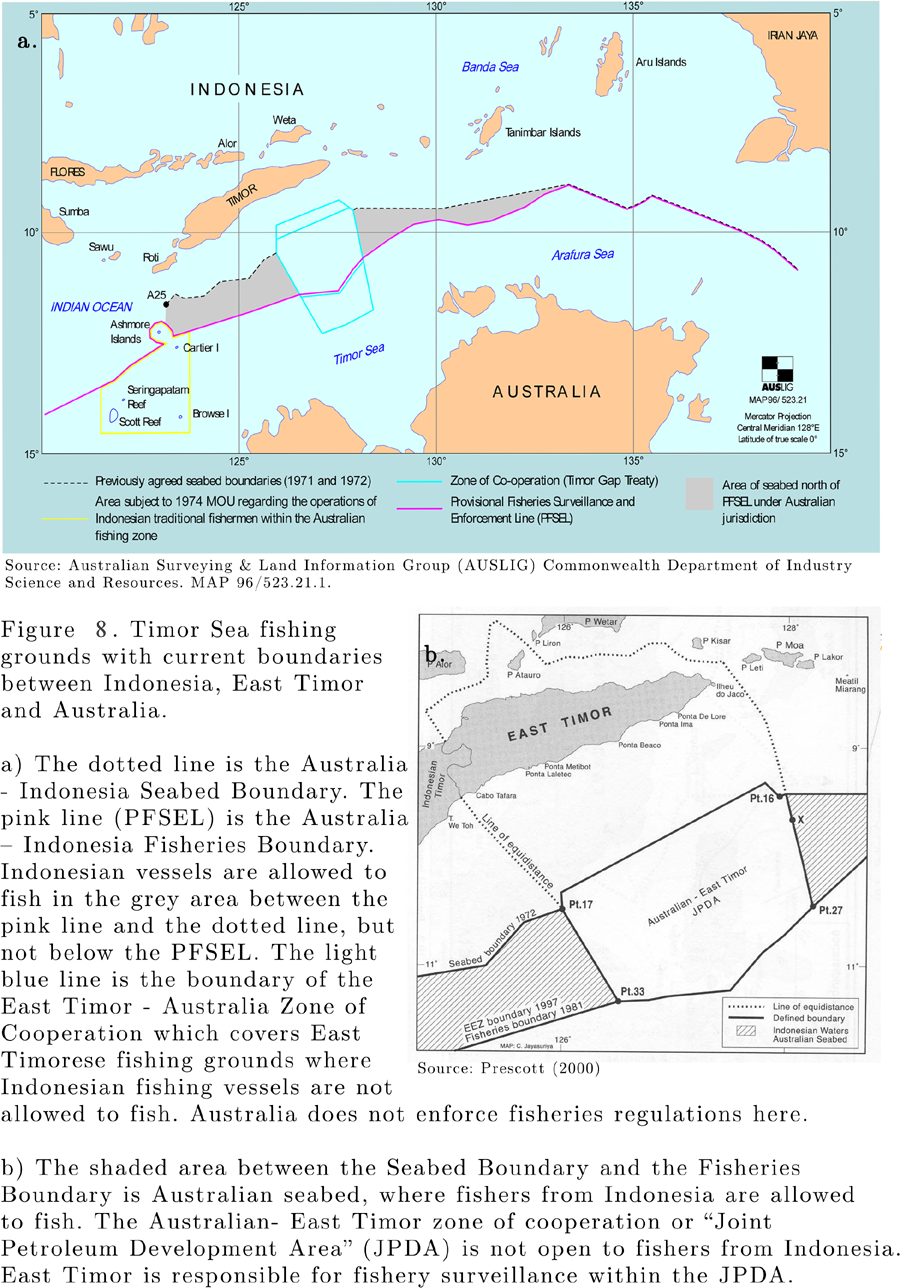 125°
130°
135°
5°
5°
a.
IRIAN JAYA
Banda Sea
Aru Islands
INDONESIA
Weta
Tanimbar Islands
Alor
FLORES
TIMOR
Sumba
10°
10°
Sawu
Roti
Arafura Sea
A25
INDIAN OCEAN
Ashmore
Islands
Cartier I
Timor Sea
Seringapatam
Reef
Scott Reef
Browse I
AUSTRALIA
AUSLIG
MAP96/523.21
Mercator Projection
Central Meridian 128°E
Latitude of true scale 0°
15°
15°
125°
130°
135°
Previously agreed seabed boundaries (1971 and 1972)
Area subject to 1974 MOU regarding the operations of
Indonesian traditional fishermen within the Australian
fishing zone
Zone of Co-operation (Timor Gap Treaty)
Provisional Fisheries Surveillance and
Enforcement Line (PFSEL)
Area of seabed north of
PFSEL under Australian
jurisdiction
Source: Australian Surveying & Land Information Group (AUSLIG) Commonwealth Department of Industry
Science and Resources. MAP 96/523.21.1.
Figure 8. Timor Sea fishing
grounds with current boundaries
between Indonesia, East Timor
and Australia.
a) The dotted line is the Australia
- Indonesia Seabed Boundary. The
pink line (PFSEL) is the Australia
– Indonesia Fisheries Boundary.
Indonesian vessels are allowed to
fish in the grey area between the
pink line and the dotted line, but
not below the PFSEL. The light
blue line is the boundary of the
East Timor - Australia Zone of
Cooperation which covers East
Timorese fishing grounds where
Indonesian fishing vessels are not
allowed to fish. Australia does not enforce fisheries regulations here.
b.
126°
P Wetar
128°
P Liron
P Kisar
P Moa
P Alor
P Atauro
P Leti
P Lakor
Ilheu
do Jaco
Meatil
Miarang
EAST TIMOR
Ponta De Lore
Ponta Ima
Ponta Beaco
9°
9°
Ponta Metibot
Ponta Laletec
Indonesian
Timor
Cabo Tafara
T.
We Toh
Line of equidistance
Pt.16
X
Australian - East Timor
JPDA
Pt.17
Pt.27
Seabed boundary 1972
11°
11°
Pt.33
EEZ boundary 1997
Fisheries boundary 1981
Line of equidistance
Defined boundary
Indonesian Waters
Australian Seabed
MAP: C. Jayasuriya
126°
Source: Prescott (2000)
b) The shaded area between the Seabed Boundary and the Fisheries
Boundary is Australian seabed, where fishers from Indonesia are allowed
to fish. The Australian- East Timor zone of cooperation or “Joint
Petroleum Development Area” (JPDA) is not open to fishers from Indonesia.
East Timor is responsible for fishery surveillance within the JPDA.